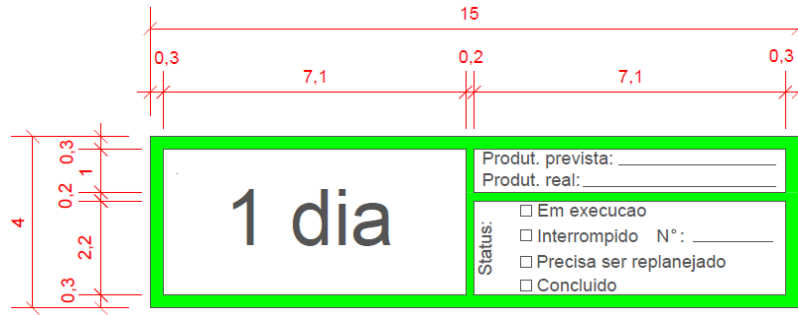 15
0,3
0,2
0,3
7,1
7,1
4
0,3
1
0,2
2,2
0,3
1 dia
Produt. prevista:
Produt. real:
Status:
Em execucao
Interrompido N°:
Precisa ser replanejado
Concluido